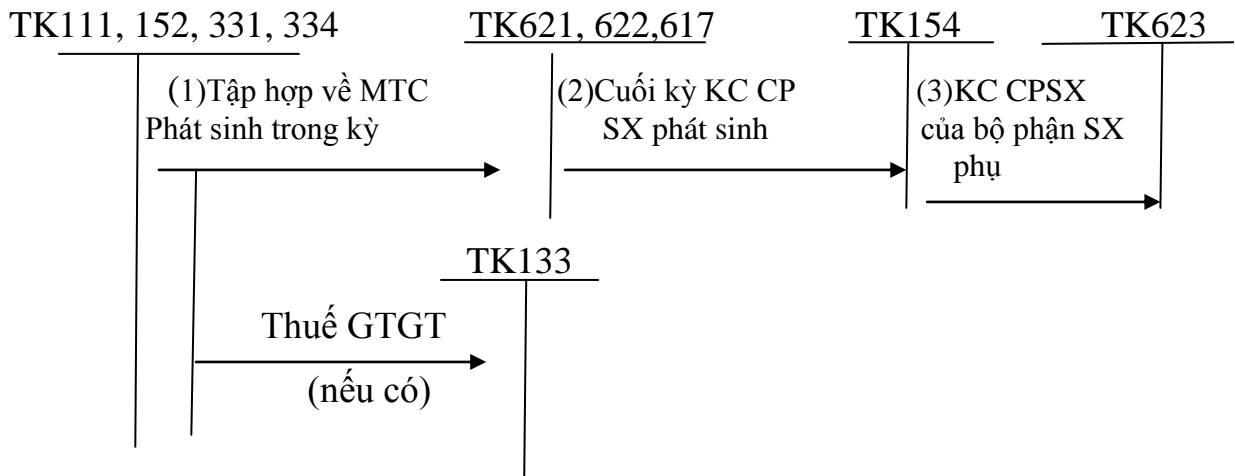 TK111, 152, 331, 334
TK621, 622,617
TK154
TK623
(1)Tập hợp về MTC
Phát sinh trong kỳ
(2)Cuối kỳ KC CP
SX phát sinh
(3)KC CPSX
của bộ phận SX
phụ
TK133
Thuế GTGT
(nếu có)